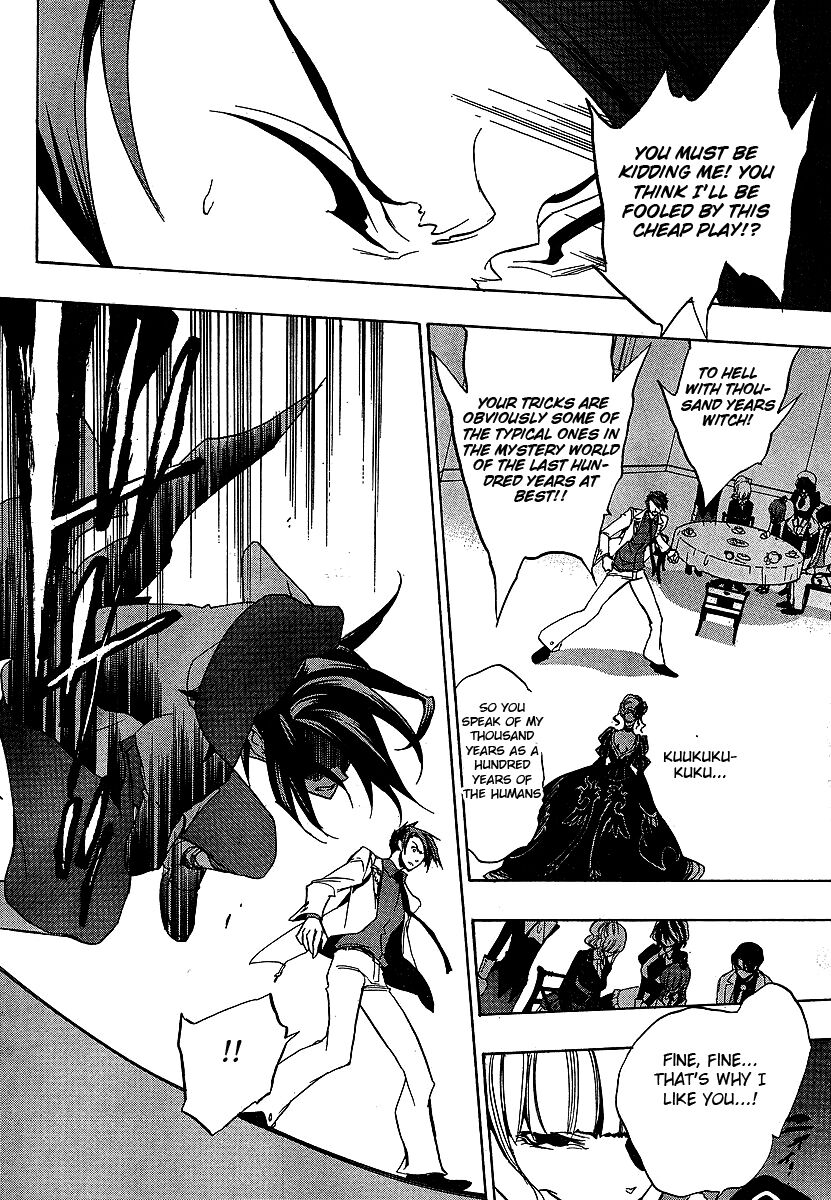 YOU MUST BE
KIDDING ME! YOU
THINK I'LL BE
FOOLED BY THIS
CHEAP PLAY!?
TO HELL
WITH THOU-
SAND YEARS
WITCH!
YOUR TRICKS ARE
OBVIOUSLY SOME OF
THE TYPICAL ONES IN
THE MYSTERY WORLD
OF THE LAST HUN-
DRED YEARS AT
BEST!!
SO YOU
SPEAK OF MY
THOUSAND
YEARS AS A
HUNDRED
YEARS OF
THE HUMANS
KUUKUKU-
KUKU...
FINE, FINE...
THAT'S WHY I
LIKE YOU...!
!!